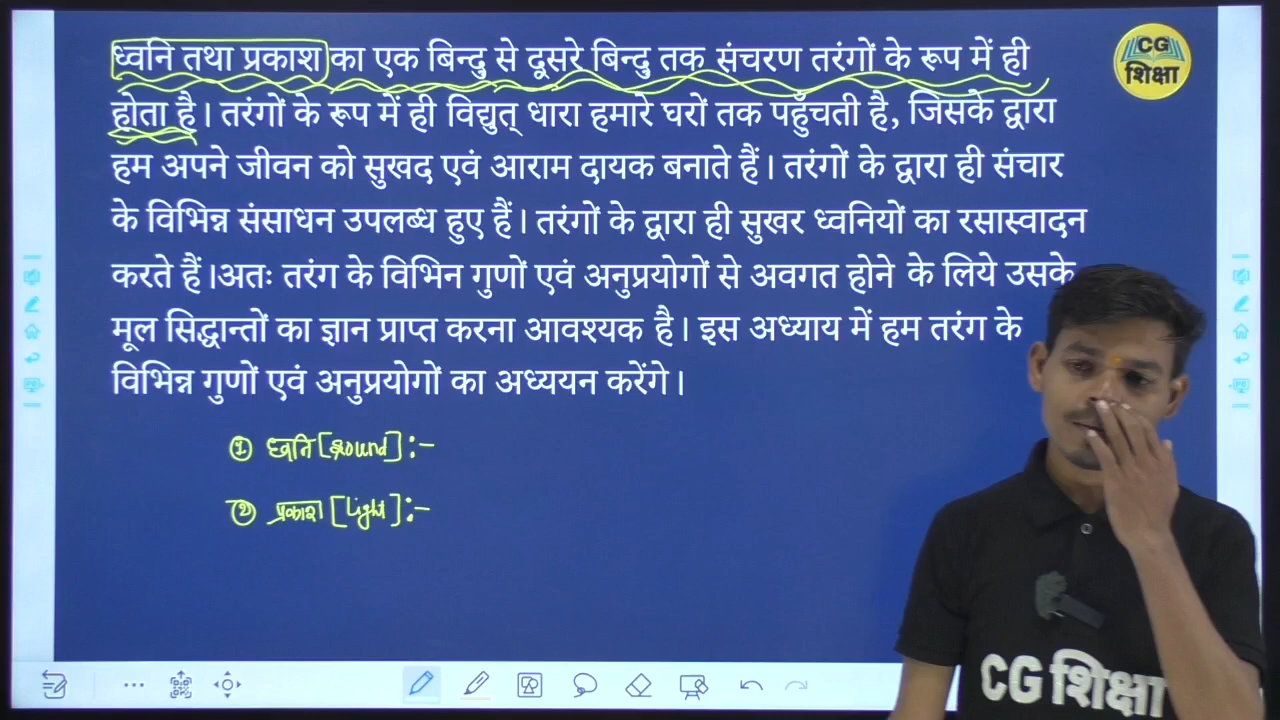 ध्वनि तथा प्रकाश का एक बिन्दु से दूसरे बिन्दु तक संचरण तरंगों के रूप में ही
होता है। तरंगों के रूप में ही विद्युत् धारा हमारे घरों तक पहुँचती है, जिसके द्वारा
हम अपने जीवन को सुखद एवं आराम दायक बनाते हैं। तरंगों के द्वारा ही संचार
के विभिन्न संसाधन उपलब्ध हुए हैं। तरंगों के द्वारा ही सुखर ध्वनियों का रसास्वादन
करते हैं।अतः तरंग के विभिन गुणों एवं अनुप्रयोगों से अवगत होने के लिये उसके
मूल सिद्धान्तों का ज्ञान प्राप्त करना आवश्यक है। इस अध्याय में हम तरंग के
विभिन्न गुणों एवं अनुप्रयोगों का अध्ययन करेंगे।
① ध्वनि [sound] :-
② प्रकाश [light] :-
CG
शिक्षा
CG शिक्षा